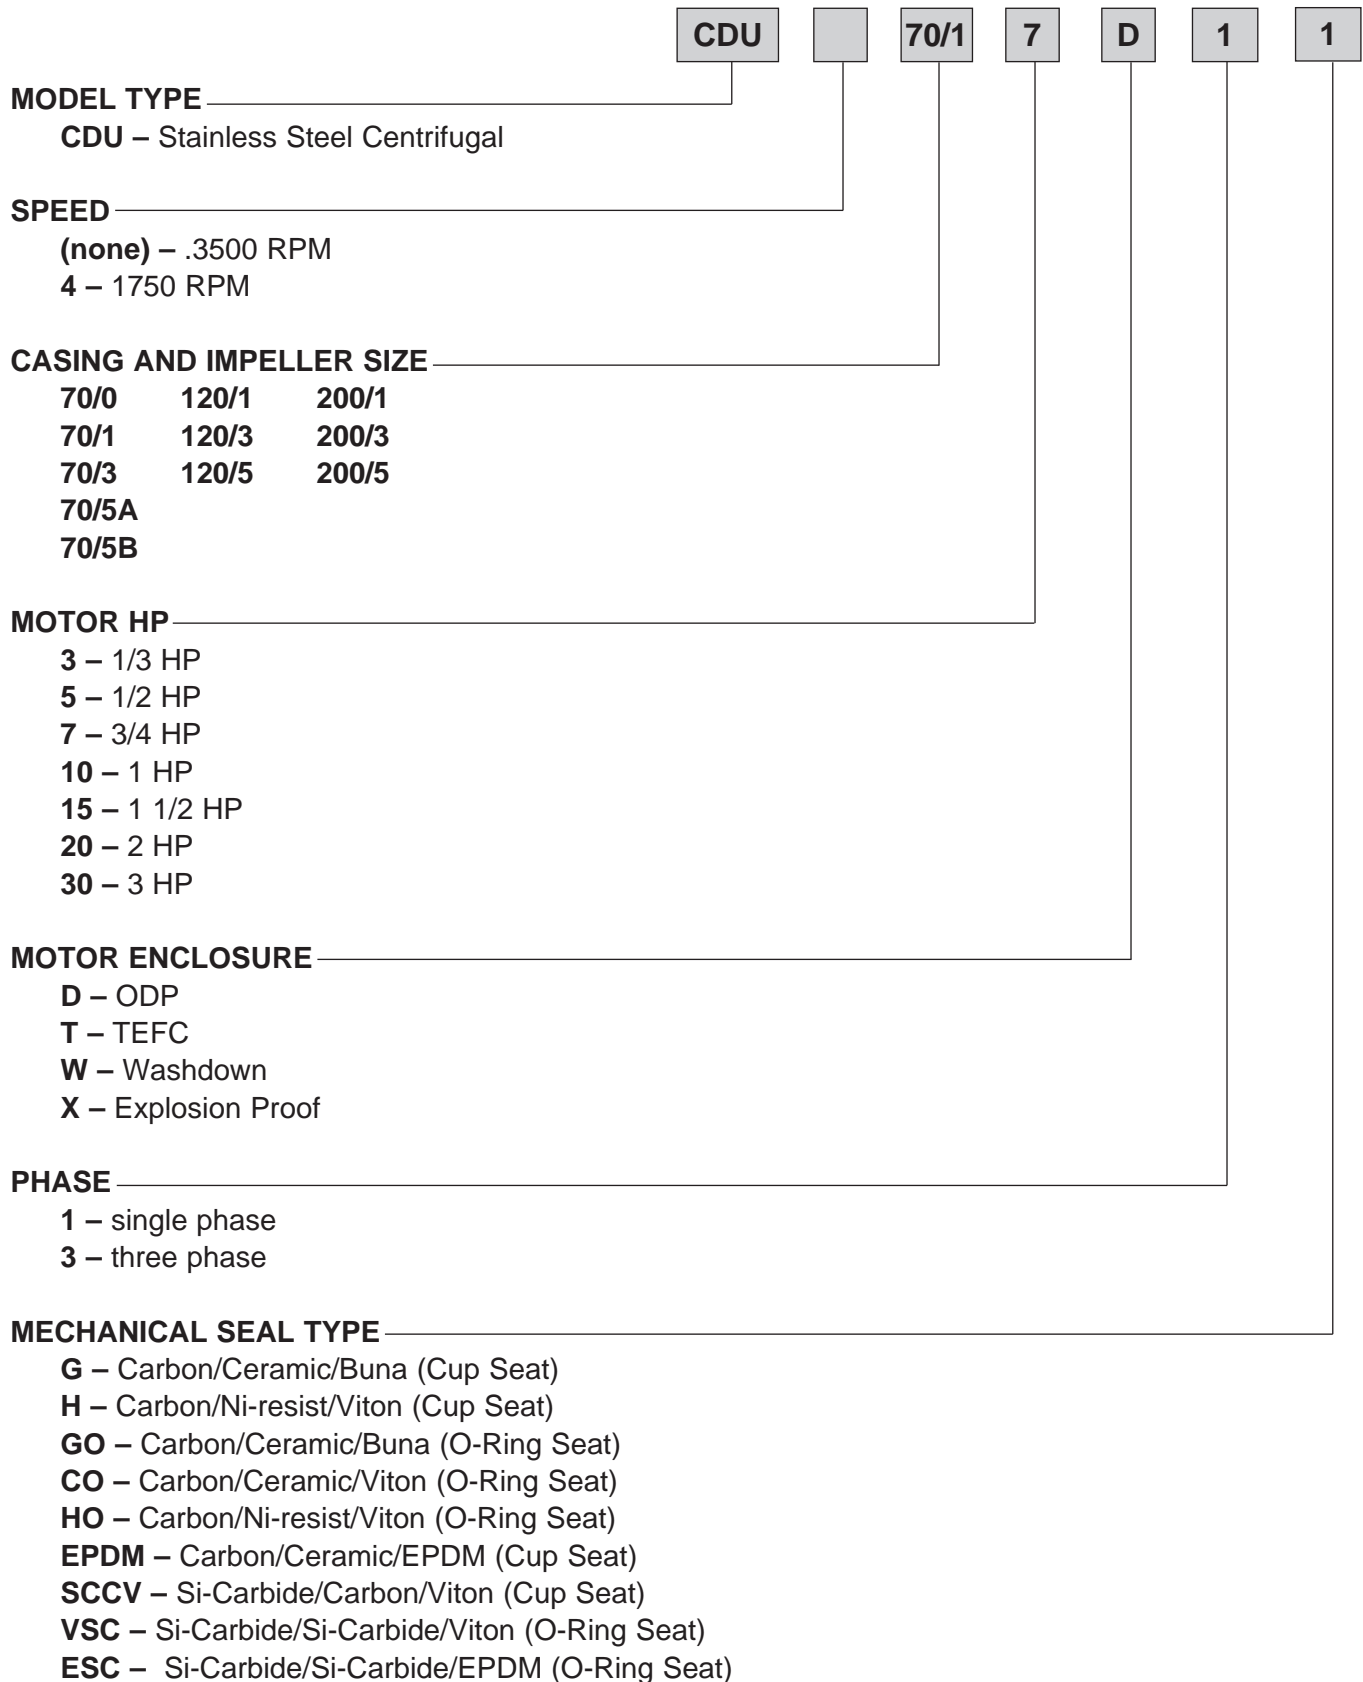 CDU 70/1 7 D 1 1
MODEL TYPE
CDU – Stainless Steel Centrifugal
SPEED
(none) – .3500 RPM
4 – 1750 RPM
CASING AND IMPELLER SIZE
70/0 120/1 200/1
70/1 120/3 200/3
70/3 120/5 200/5
70/5A
70/5B
MOTOR HP
3 – 1/3 HP
5 – 1/2 HP
7 – 3/4 HP
10 – 1 HP
15 – 1 1/2 HP
20 – 2 HP
30 – 3 HP
MOTOR ENCLOSURE
D – ODP
T – TEFC
W – Washdown
X – Explosion Proof
PHASE
1 – single phase
3 – three phase
MECHANICAL SEAL TYPE
G – Carbon/Ceramic/Buna (Cup Seat)
H – Carbon/Ni-resist/Viton (Cup Seat)
GO – Carbon/Ceramic/Buna (O-Ring Seat)
CO – Carbon/Ceramic/Viton (O-Ring Seat)
HO – Carbon/Ni-resist/Viton (O-Ring Seat)
EPDM – Carbon/Ceramic/EPDM (Cup Seat)
SCCV – Si-Carbide/Carbon/Viton (Cup Seat)
VSC – Si-Carbide/Si-Carbide/Viton (O-Ring Seat)
ESC – Si-Carbide/Si-Carbide/EPDM (O-Ring Seat)